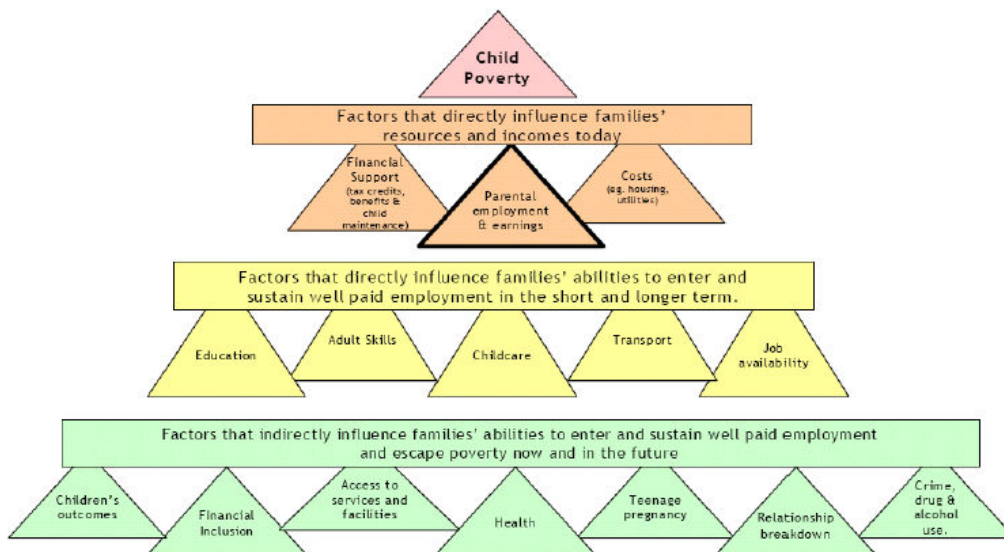 Child
Poverty
Factors that directly influence families’
resources and incomes today
Financial
Support
(tax credits,
benefits &
child
maintenance)
Parental
employment
& earnings
Costs
(eg. housing,
utilities)
Factors that directly influence families’ abilities to enter and
sustain well paid employment in the short and longer term.
Education
Adult Skills
Childcare
Transport
Job
availability
Factors that indirectly influence families’ abilities to enter and sustain well paid employment
and escape poverty now and in the future
Children’s
outcomes
Financial
Inclusion
Access to
services and
facilities
Health
Teenage
pregnancy
Relationship
breakdown
Crime,
drug &
alcohol
use.